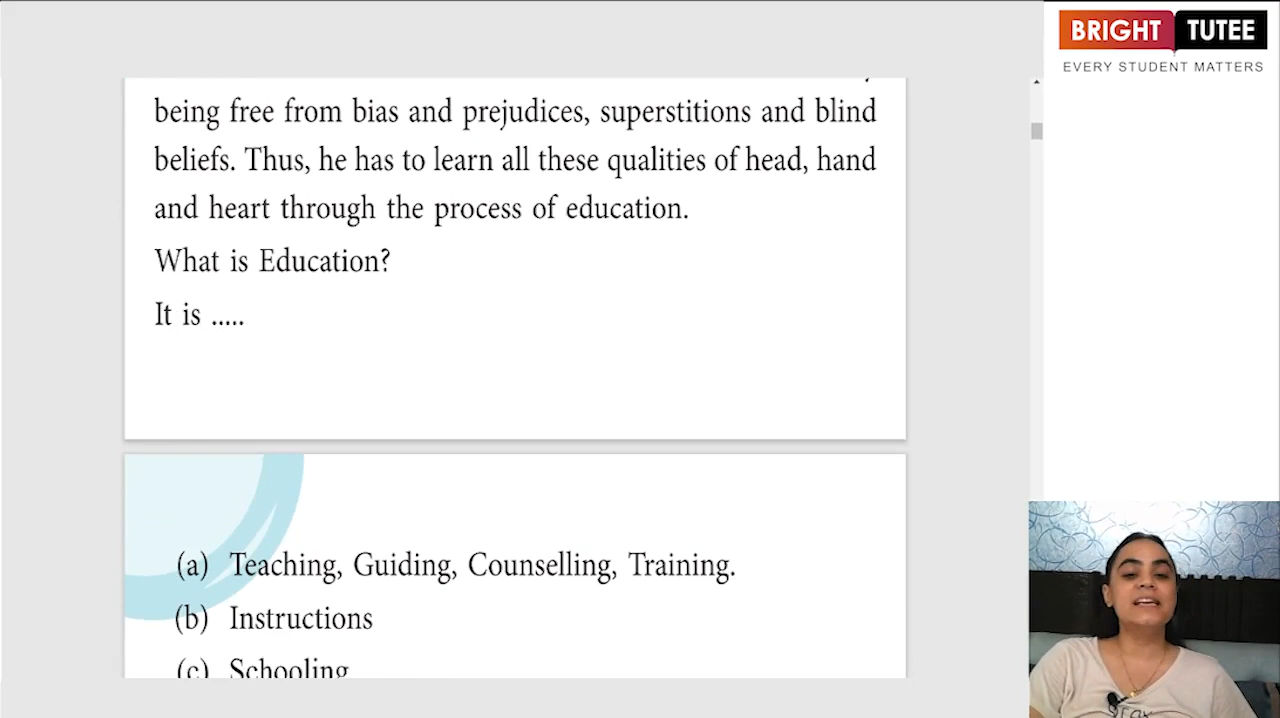 BRIGHT TUTEE
EVERY STUDENT MATTERS
being free from bias and prejudices, superstitions and blind
beliefs. Thus, he has to learn all these qualities of head, hand
and heart through the process of education.
What is Education?
It is .....
(a) Teaching, Guiding, Counselling, Training.
(b) Instructions
(c) Schooling